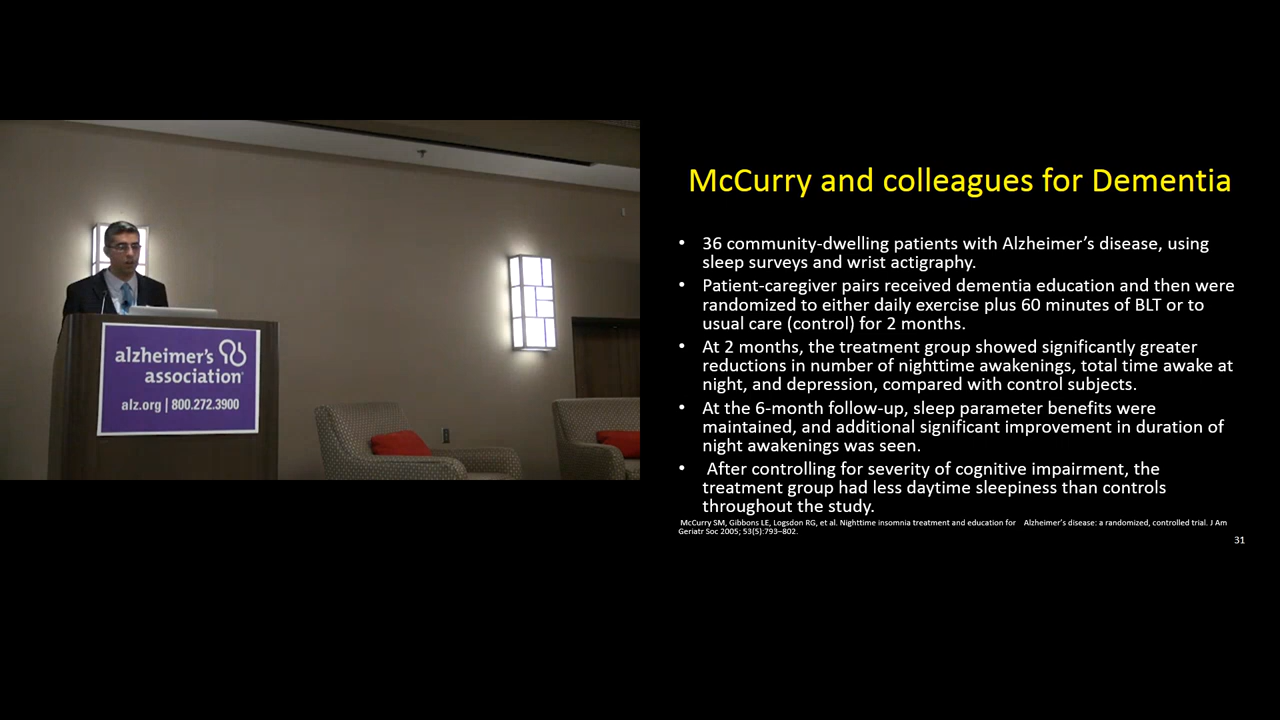 alzheimer's
association
alz.org | 800.272.3900
McCurry and colleagues for Dementia
• 36 community-dwelling patients with Alzheimer's disease, using
sleep surveys and wrist actigraphy.
• Patient-caregiver pairs received dementia education and then were
randomized to either daily exercise plus 60 minutes of BLT or to
usual care (control) for 2 months.
• At 2 months, the treatment group showed significantly greater
reductions in number of nighttime awakenings, total time awake at
night, and depression, compared with control subjects.
• At the 6-month follow-up, sleep parameter benefits were
maintained, and additional significant improvement in duration of
night awakenings was seen.
• After controlling for severity of cognitive impairment, the
treatment group had less daytime sleepiness than controls
throughout the study.
McCurry SM, Gibbons LE, Logsdon RG, et al. Nighttime insomnia treatment and education for Alzheimer's disease: a randomized, controlled trial. J Am
Geriatr Soc 2005; 53(5):793–802.
31